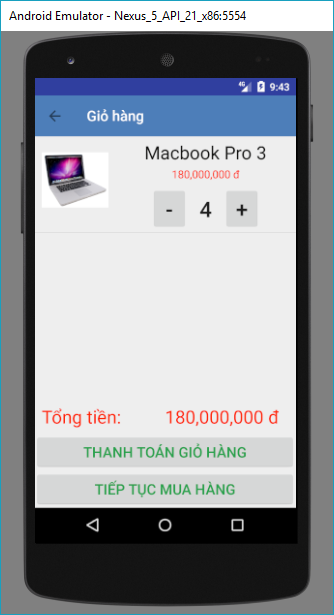 Android Emulator - Nexus_5_API_21_x86:5554
4G 9:43
Giỏ hàng
Macbook Pro 3
180,000,000 đ
- 4 +
Tổng tiền: 180,000,000 đ
THANH TOÁN GIỎ HÀNG
TIẾP TỤC MUA HÀNG